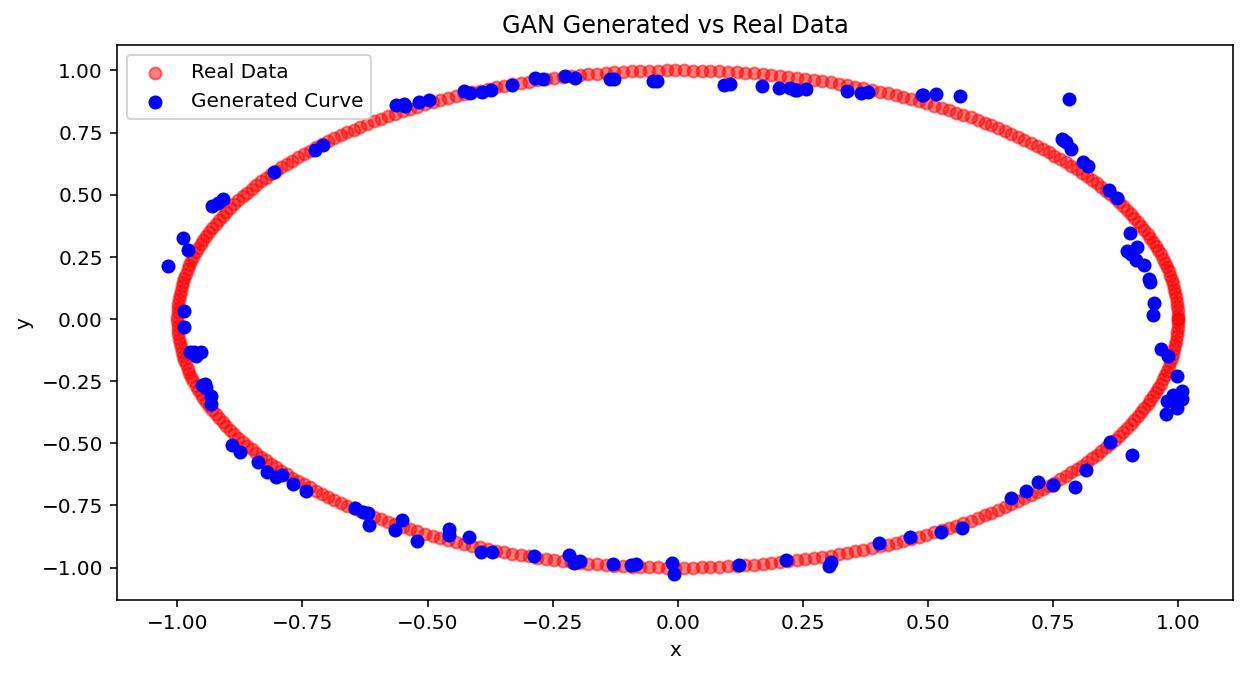 GAN Generated vs Real Data
Real Data
Generated Curve
1.00
0.75
0.50
0.25
0.00
−0.25
−0.50
−0.75
−1.00
y
−1.00 −0.75 −0.50 −0.25 0.00 0.25 0.50 0.75 1.00
x